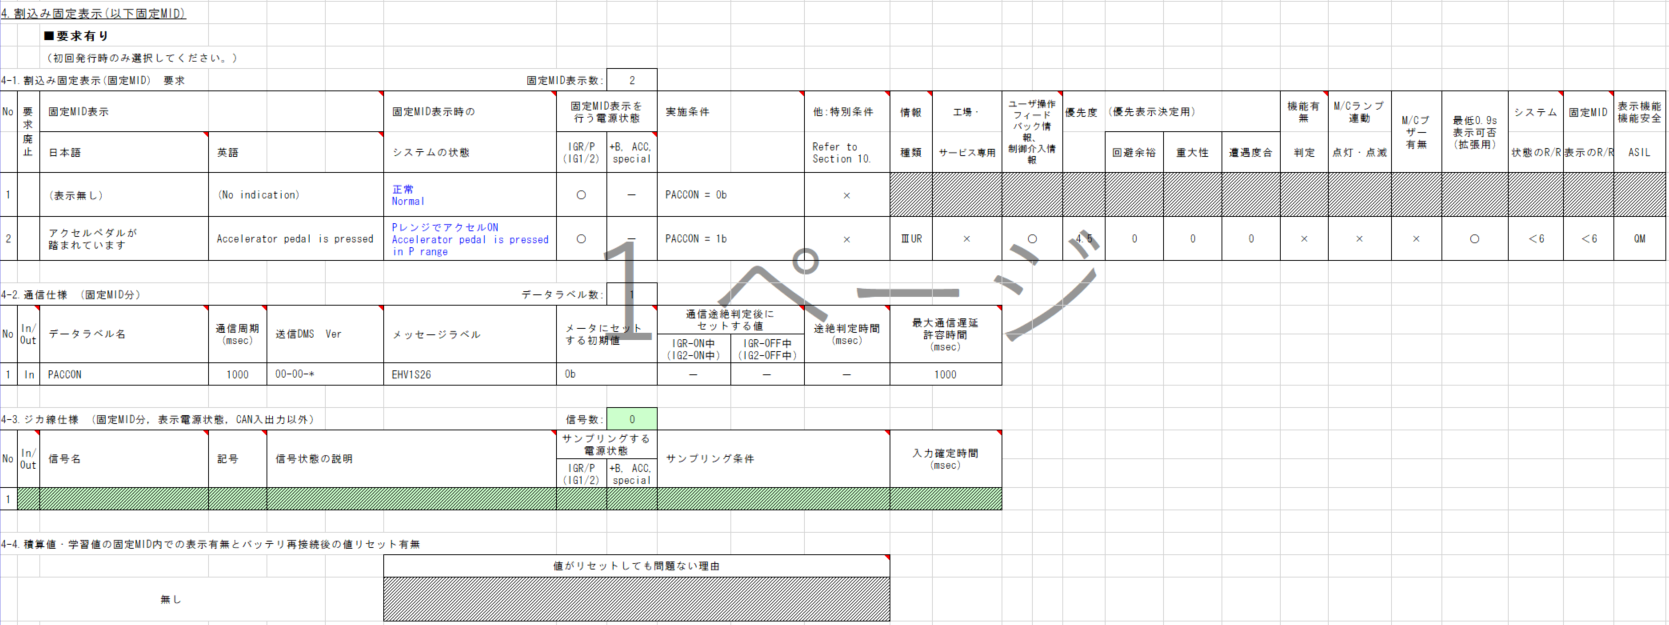 4.割込み固定表示(以下固定MID)
■要求有り
(初回発行時のみ選択してください。)
4-1.割込み固定表示(固定MID) 要求 固定MID表示数: 2
No 要求廃止 固定MID表示 固定MID表示時の 固定MID表示を行う電源状態 実施条件 他:特別条件 情報 工場・ ユーザ操作フィードバック情報、制御介入情報 優先度 (優先表示決定用) 機能有無 M/Cランプ連動 M/Cブザー有無 最低0.9s表示可否(拡張用) システム 固定MID 表示機能機能安全
日本語 英語 システムの状態 IGR/P (IG1/2) +B, ACC, special Refer to Section 10. 種類 サービス専用 回避余裕 重大性 遭遇度合 判定 点灯・点滅 状態のR/R 表示のR/R ASIL
1 (表示無し) (No indication) 正常 Normal ○ − PACCON = 0b ×
2 アクセルペダルが踏まれています Accelerator pedal is pressed PレンジでアクセルON Accelerator pedal is pressed in P range ○ − PACCON = 1b × ⅢUR × ○ 4.5 0 0 0 × × × ○ <6 <6 QM
1ページ
4-2.通信仕様 (固定MID分) データラベル数: 1
No In/Out データラベル名 通信周期 (msec) 送信DMS Ver メッセージラベル メータにセットする初期値 通信途絶判定後にセットする値 途絶判定時間 (msec) 最大通信遅延許容時間 (msec)
IGR-ON中 (IG2-ON中) IGR-OFF中 (IG2-OFF中)
1 In PACCON 1000 00-00-* EHV1S26 0b − − − 1000
4-3.ジカ線仕様 (固定MID分, 表示電源状態, CAN入出力以外) 信号数: 0
No In/Out 信号名 記号 信号状態の説明 サンプリングする電源状態 サンプリング条件 入力確定時間 (msec)
IGR/P (IG1/2) +B, ACC, special
1
4-4.積算値・学習値の固定MID内での表示有無とバッテリ再接続後の値リセット有無
値がリセットしても問題ない理由
無し